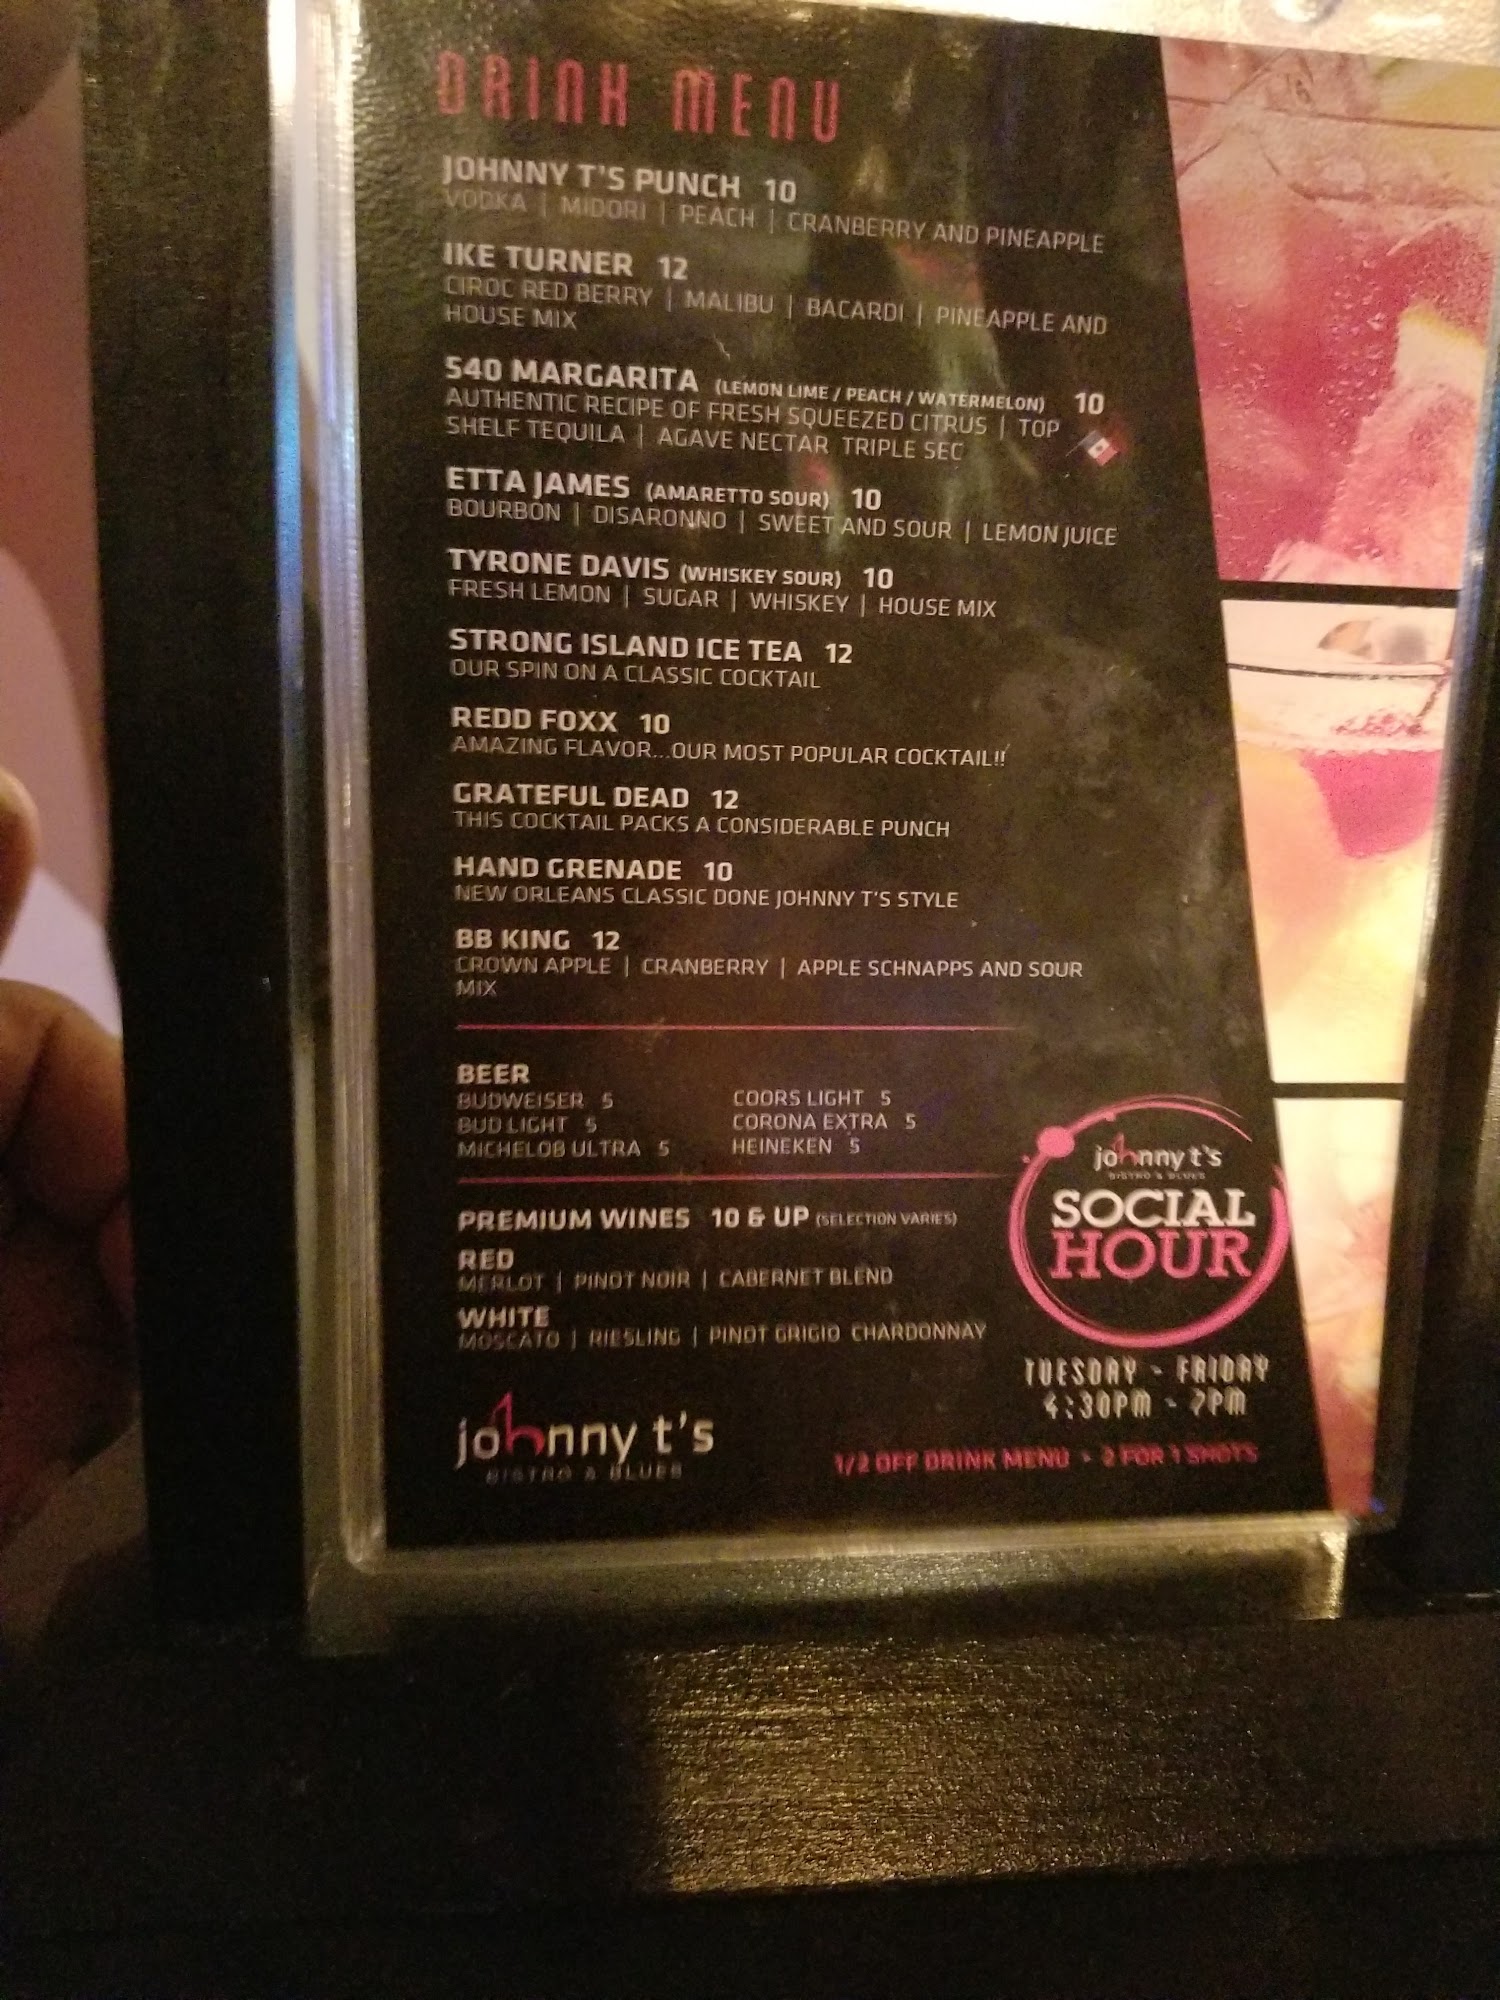 DRINK MENU
JOHNNY T'S PUNCH 10
VODKA | MIDORI | PEACH | CRANBERRY AND PINEAPPLE
IKE TURNER 12
CIROC RED BERRY | MALIBU | BACARDI | PINEAPPLE AND
HOUSE MIX
540 MARGARITA (LEMON LIME / PEACH / WATERMELON) 10
AUTHENTIC RECIPE OF FRESH SQUEEZED CITRUS | TOP
SHELF TEQUILA | AGAVE NECTAR TRIPLE SEC
ETTA JAMES (AMARETTO SOUR) 10
BOURBON | DISARONNO | SWEET AND SOUR | LEMON JUICE
TYRONE DAVIS (WHISKEY SOUR) 10
FRESH LEMON | SUGAR | WHISKEY | HOUSE MIX
STRONG ISLAND ICE TEA 12
OUR SPIN ON A CLASSIC COCKTAIL
REDD FOXX 10
AMAZING FLAVOR...OUR MOST POPULAR COCKTAIL!!
GRATEFUL DEAD 12
THIS COCKTAIL PACKS A CONSIDERABLE PUNCH
HAND GRENADE 10
NEW ORLEANS CLASSIC DONE JOHNNY T'S STYLE
BB KING 12
CROWN APPLE | CRANBERRY | APPLE SCHNAPPS AND SOUR
MIX
BEER
BUDWEISER 5 COORS LIGHT 5
BUD LIGHT 5 CORONA EXTRA 5
MICHELOB ULTRA 5 HEINEKEN 5
PREMIUM WINES 10 & UP (SELECTION VARIES)
RED
MERLOT | PINOT NOIR | CABERNET BLEND
WHITE
MOSCATO | RIESLING | PINOT GRIGIO CHARDONNAY
johnny t's
BISTRO & BLUES
SOCIAL
HOUR
TUESDAY - FRIDAY
4:30PM - 7PM
johnny t's
BISTRO & BLUES
1/2 OFF DRINK MENU • 2 FOR 1 SHOTS